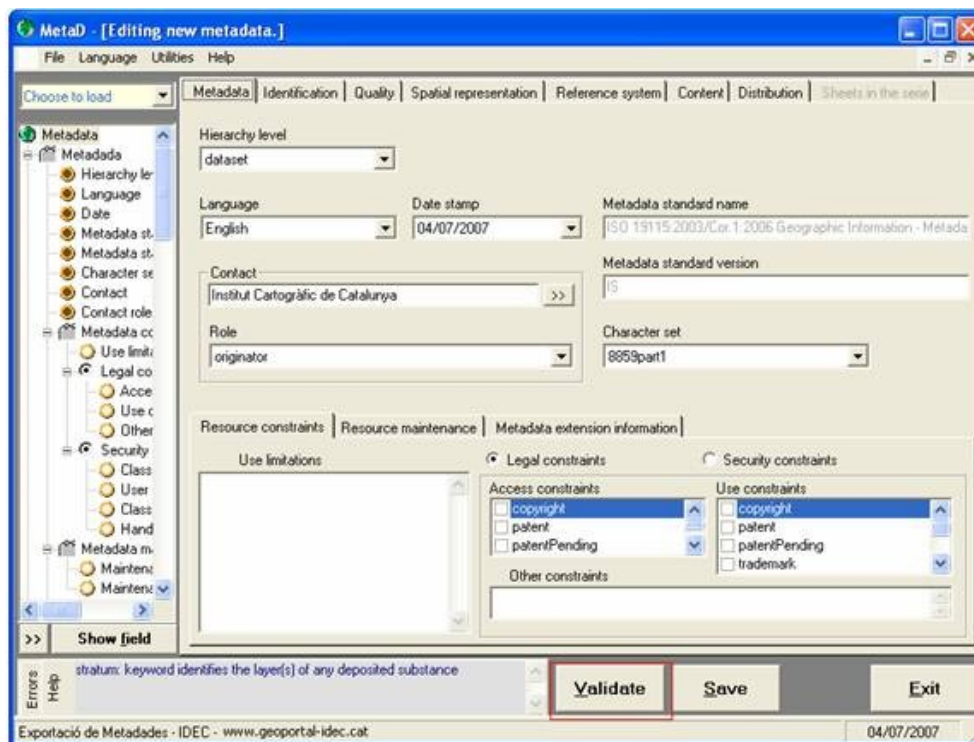 MetaD - [Editing new metadata.]
File Language Utilities Help
Choose to load
Metadata Identification Quality Spatial representation Reference system Content Distribution Sheets in the serie
Metadata
Metadada
Hierarchy le
Language
Date
Metadata st
Metadata st
Character se
Contact
Contact role
Metadata co
Use limita
Legal co
Acce
Use c
Other
Security
Class
User
Class
Hand
Metadata m
Maintena
Maintena
>> Show field
Hierarchy level
dataset
Language
English
Date stamp
04/07/2007
Metadata standard name
ISO 19115:2003/Cor.1:2006 Geographic Information - Metada
Contact
Institut Cartogràfic de Catalunya >>
Metadata standard version
IS
Role
originator
Character set
8859part1
Resource constraints Resource maintenance Metadata extension information
Use limitations
Legal constraints Security constraints
Access constraints
copyright
patent
patentPending
Use constraints
copyright
patent
patentPending
trademark
Other constraints
Errors
Help
stratum: keyword identifies the layer(s) of any deposited substance
Validate Save Exit
Exportació de Metadades - IDEC - www.geoportal-idec.cat 04/07/2007